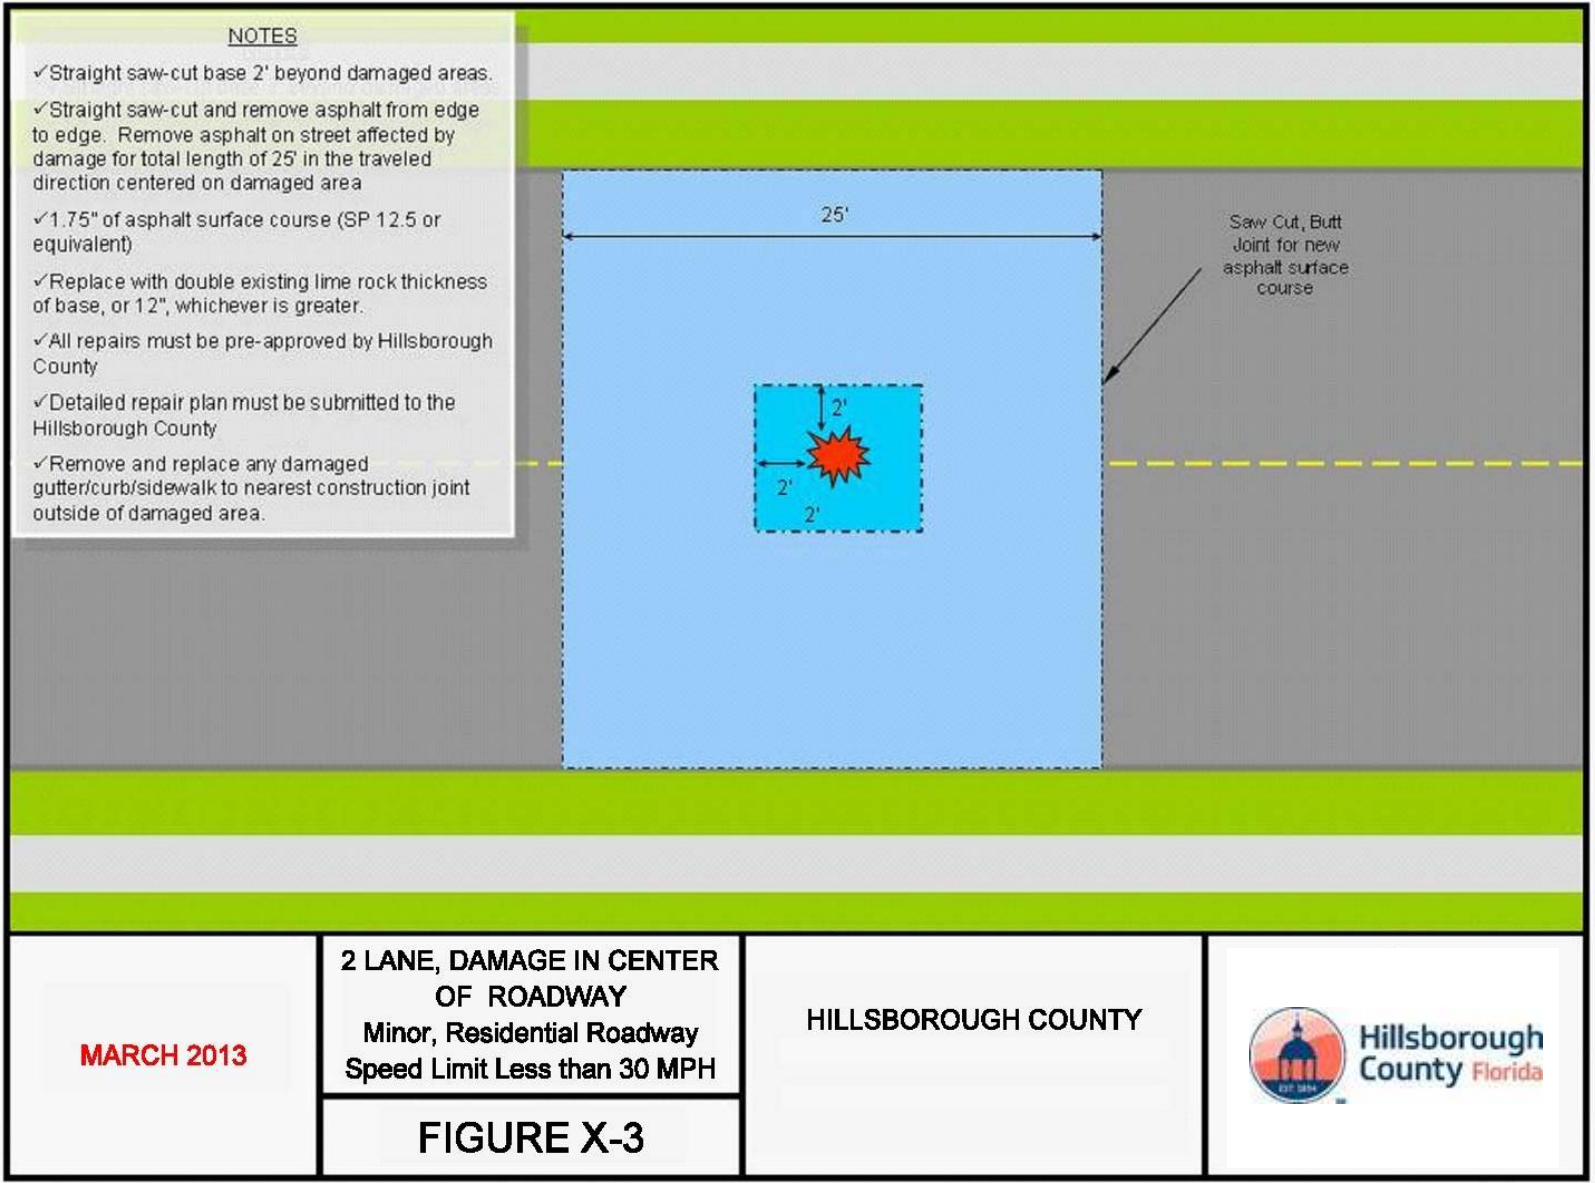 NOTES
✓Straight saw-cut base 2' beyond damaged areas.
✓Straight saw-cut and remove asphalt from edge
to edge.  Remove asphalt on street affected by
damage for total length of 25' in the traveled
direction centered on damaged area
✓1.75" of asphalt surface course (SP 12.5 or
equivalent)
✓Replace with double existing lime rock thickness
of base, or 12", whichever is greater.
✓All repairs must be pre-approved by Hillsborough
County
✓Detailed repair plan must be submitted to the
Hillsborough County
✓Remove and replace any damaged
gutter/curb/sidewalk to nearest construction joint
outside of damaged area.
25'
Saw Cut, Butt
Joint for new
asphalt surface
course
2'
2'
2'
MARCH 2013
2 LANE, DAMAGE IN CENTER
OF ROADWAY
Minor, Residential Roadway
Speed Limit Less than 30 MPH
FIGURE X-3
HILLSBOROUGH COUNTY
Hillsborough
County Florida
EST. 1834